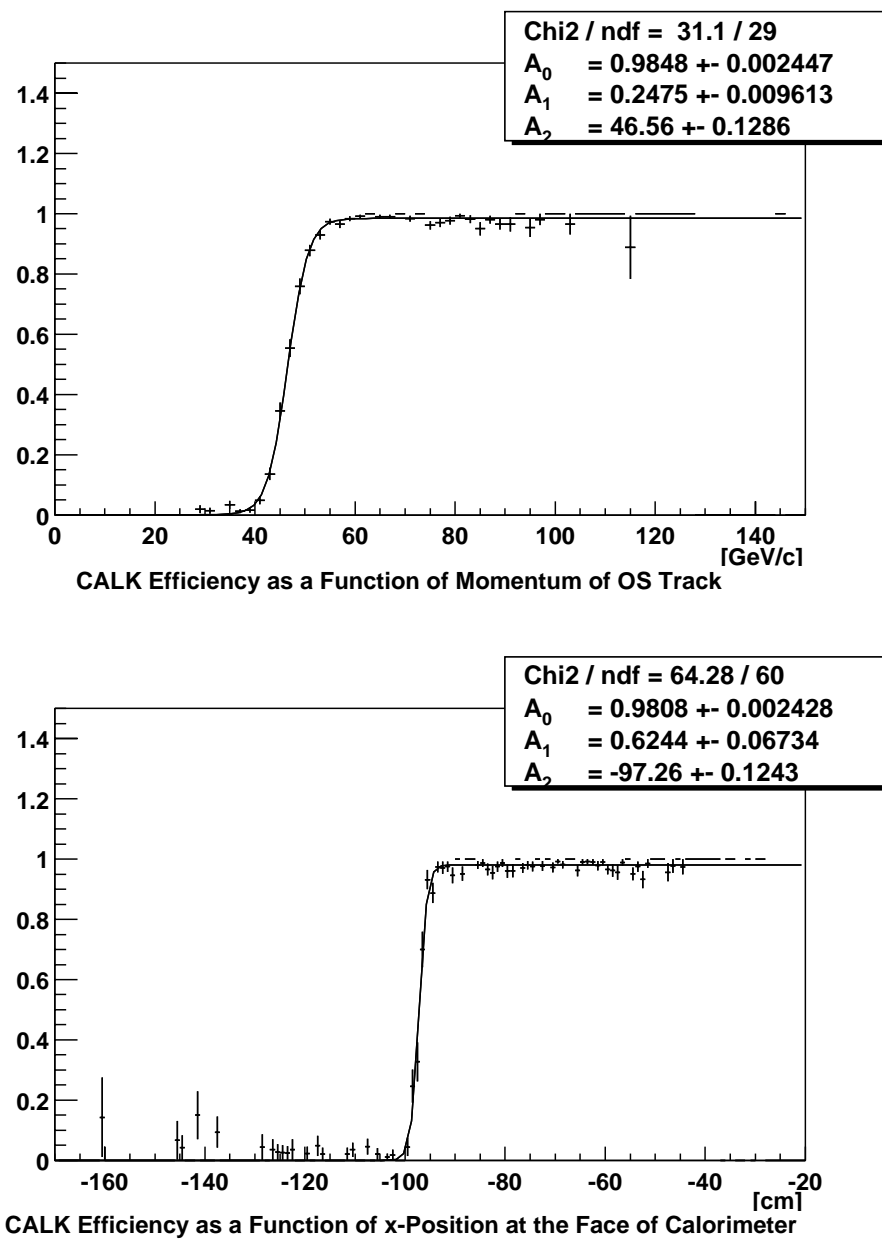 Chi2 / ndf = 31.1 / 29
A0 = 0.9848 +- 0.002447
A1 = 0.2475 +- 0.009613
A2 = 46.56 +- 0.1286
1.4
1.2
1
0.8
0.6
0.4
0.2
0
0 20 40 60 80 100 120 140
[GeV/c]
CALK Efficiency as a Function of Momentum of OS Track
Chi2 / ndf = 64.28 / 60
A0 = 0.9808 +- 0.002428
A1 = 0.6244 +- 0.06734
A2 = -97.26 +- 0.1243
1.4
1.2
1
0.8
0.6
0.4
0.2
0
-160 -140 -120 -100 -80 -60 -40 -20
[cm]
CALK Efficiency as a Function of x-Position at the Face of Calorimeter